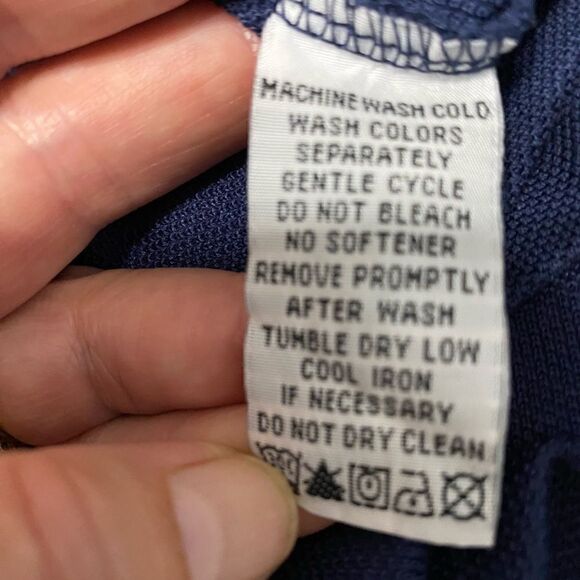 MACHINE WASH COLD
WASH COLORS
SEPARATELY
GENTLE CYCLE
DO NOT BLEACH
NO SOFTENER
REMOVE PROMPTLY
AFTER WASH
TUMBLE DRY LOW
COOL IRON
IF NECESSARY
DO NOT DRY CLEAN